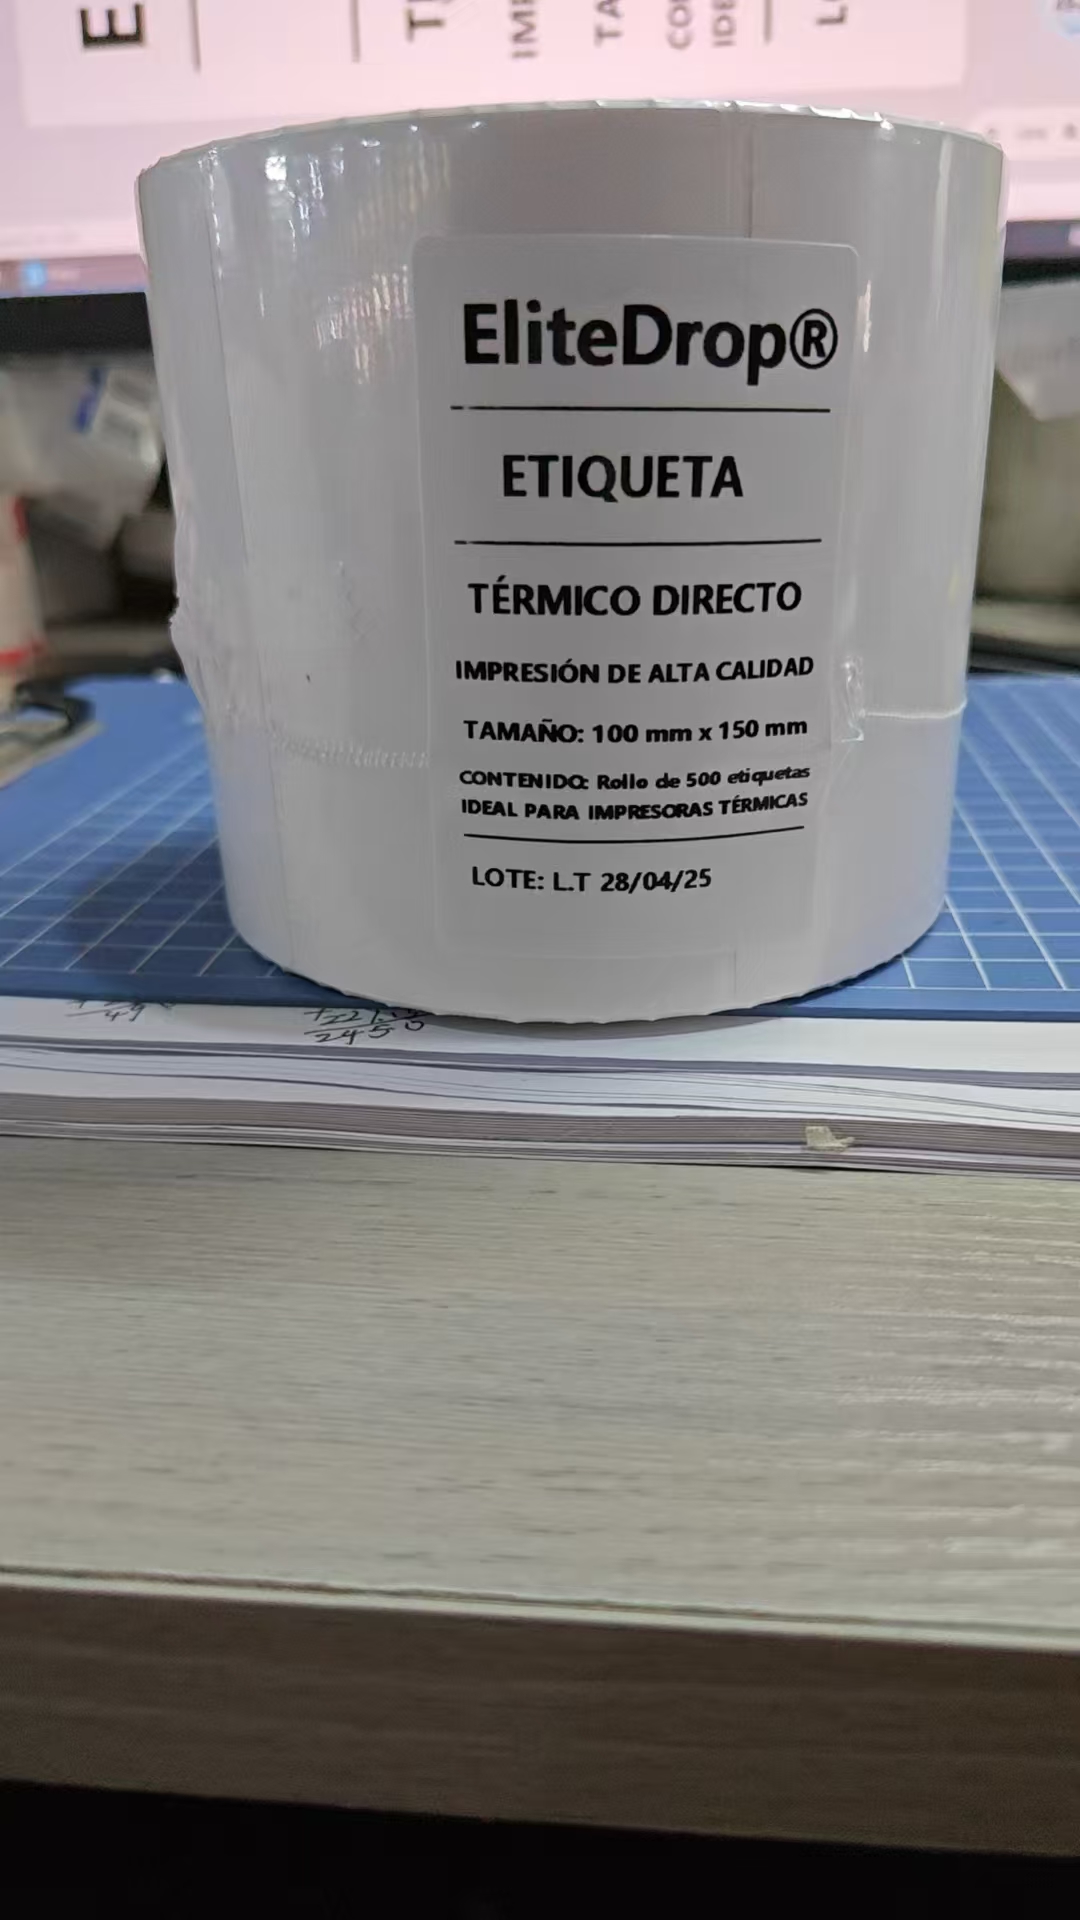 EliteDrop®
ETIQUETA
TÉRMICO DIRECTO
IMPRESIÓN DE ALTA CALIDAD
TAMAÑO: 100 mm x 150 mm
CONTENIDO: Rollo de 500 etiquetas
IDEAL PARA IMPRESORAS TÉRMICAS
LOTE: L.T 28/04/25
2450